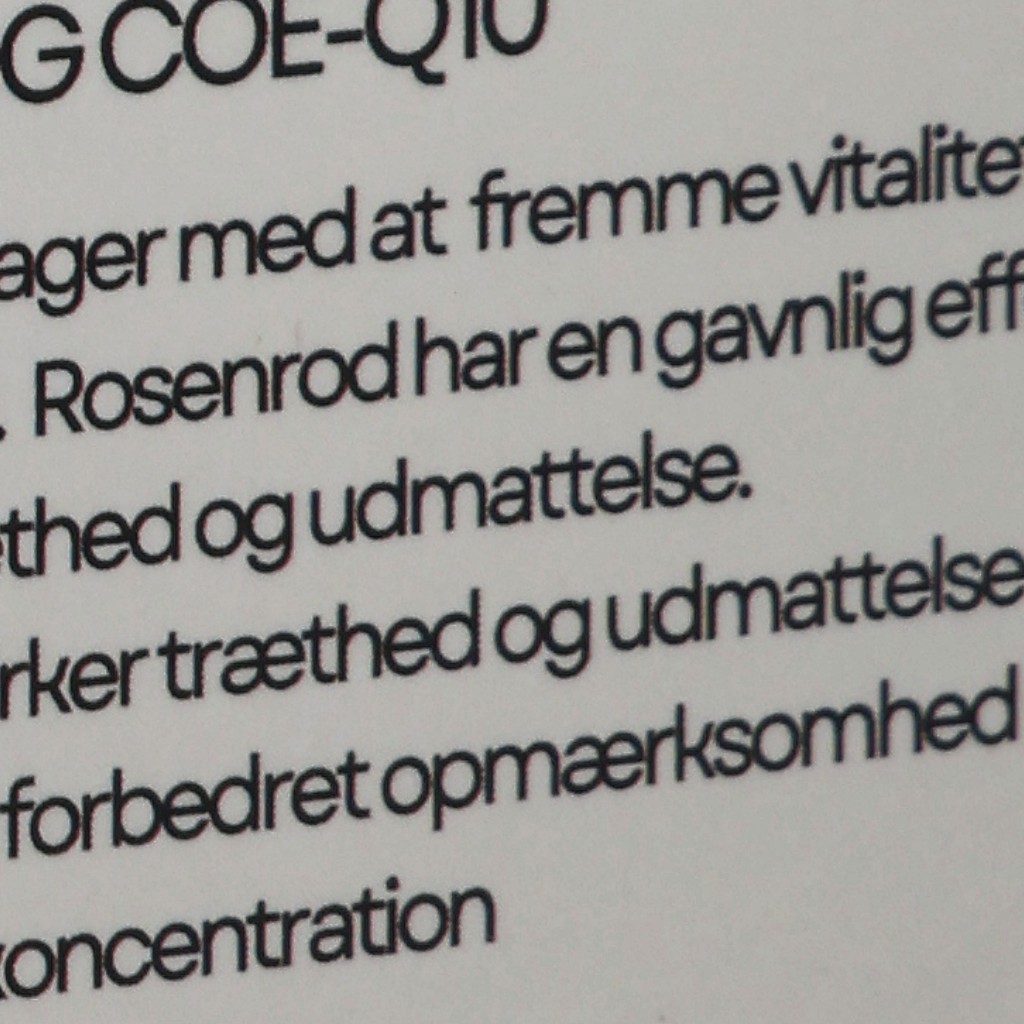 G COE-Q10
ager med at fremme vitalitet
. Rosenrod har en gavnlig eff
ethed og udmattelse.
rker træthed og udmattelse
forbedret opmærksomhed
koncentration